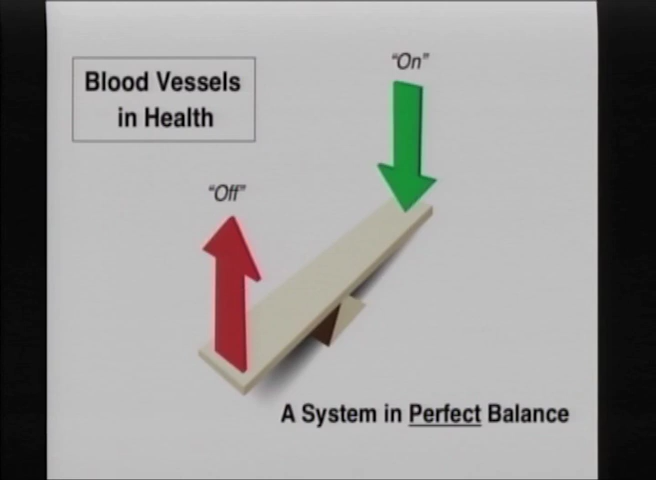 Blood Vessels
in Health
“On”
“Off”
A System in Perfect Balance